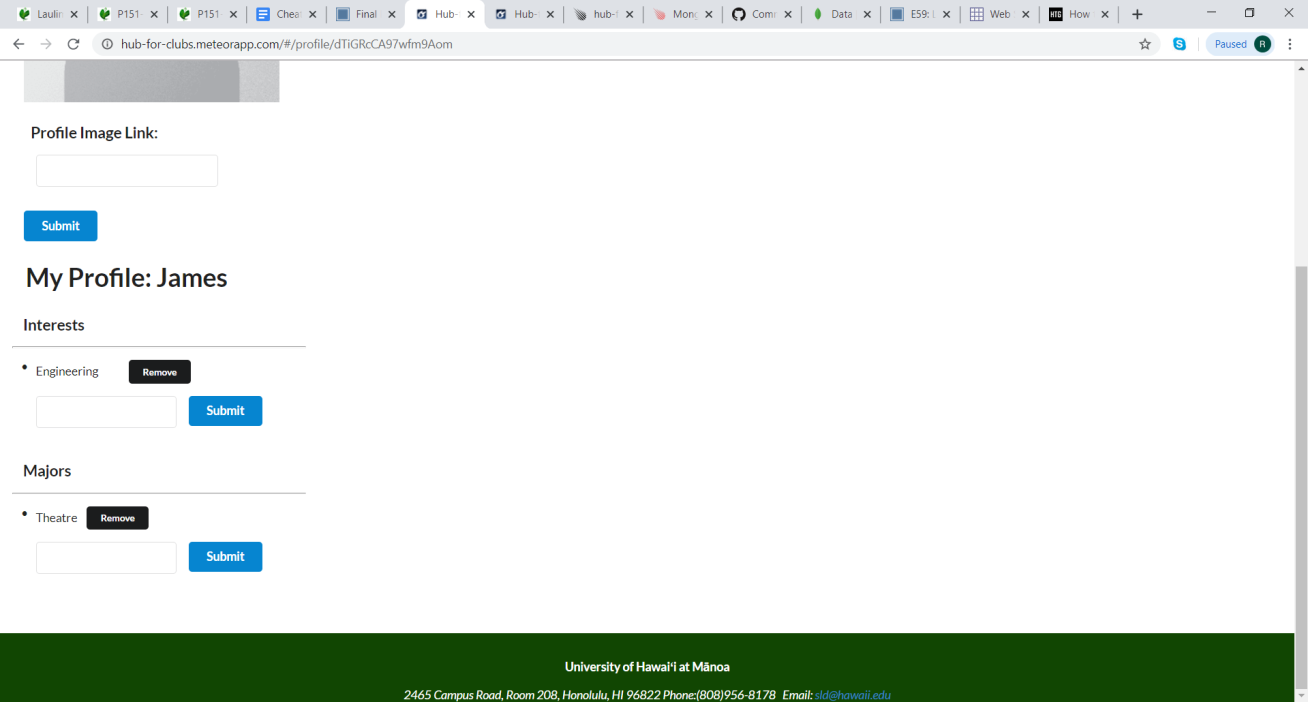 Laulin P151- P151 Chea Final Hub- Hub- hub-f Mong Comr Data E59: Web How
hub-for-clubs.meteorapp.com/#/profile/dTiGRcCA97wfm9Aom Paused R
Profile Image Link:
Submit
My Profile: James
Interests
Engineering Remove
Submit
Majors
Theatre Remove
Submit
University of Hawaiʻi at Mānoa
2465 Campus Road, Room 208, Honolulu, HI 96822 Phone:(808)956-8178 Email: sld@hawaii.edu